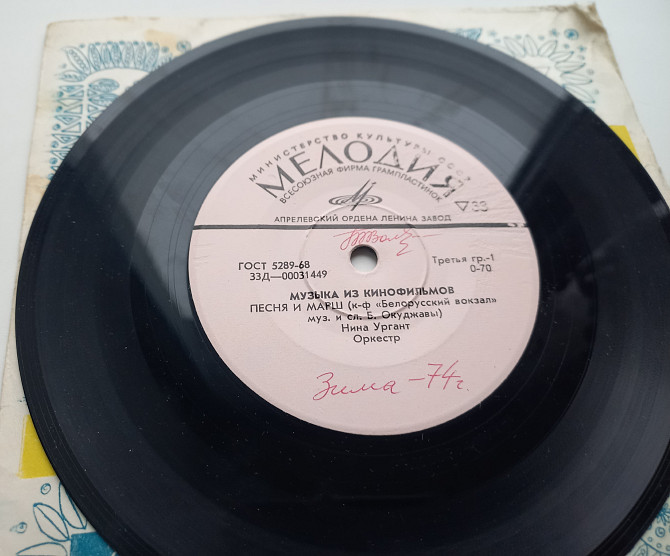 МИНИСТЕРСТВО КУЛЬТУРЫ СССР
МЕЛОДИЯ
ВСЕСОЮЗНАЯ ФИРМА ГРАМПЛАСТИНОК
33
АПРЕЛЕВСКИЙ ОРДЕНА ЛЕНИНА ЗАВОД
ГОСТ 5289-68
Третья гр.-1
33Д—00031449
0-70
МУЗЫКА ИЗ КИНОФИЛЬМОВ
ПЕСНЯ И МАРШ (к-ф «Белорусский вокзал»
муз. и сл. Б. Окуджавы)
Нина Ургант
Оркестр
Зима –74г.